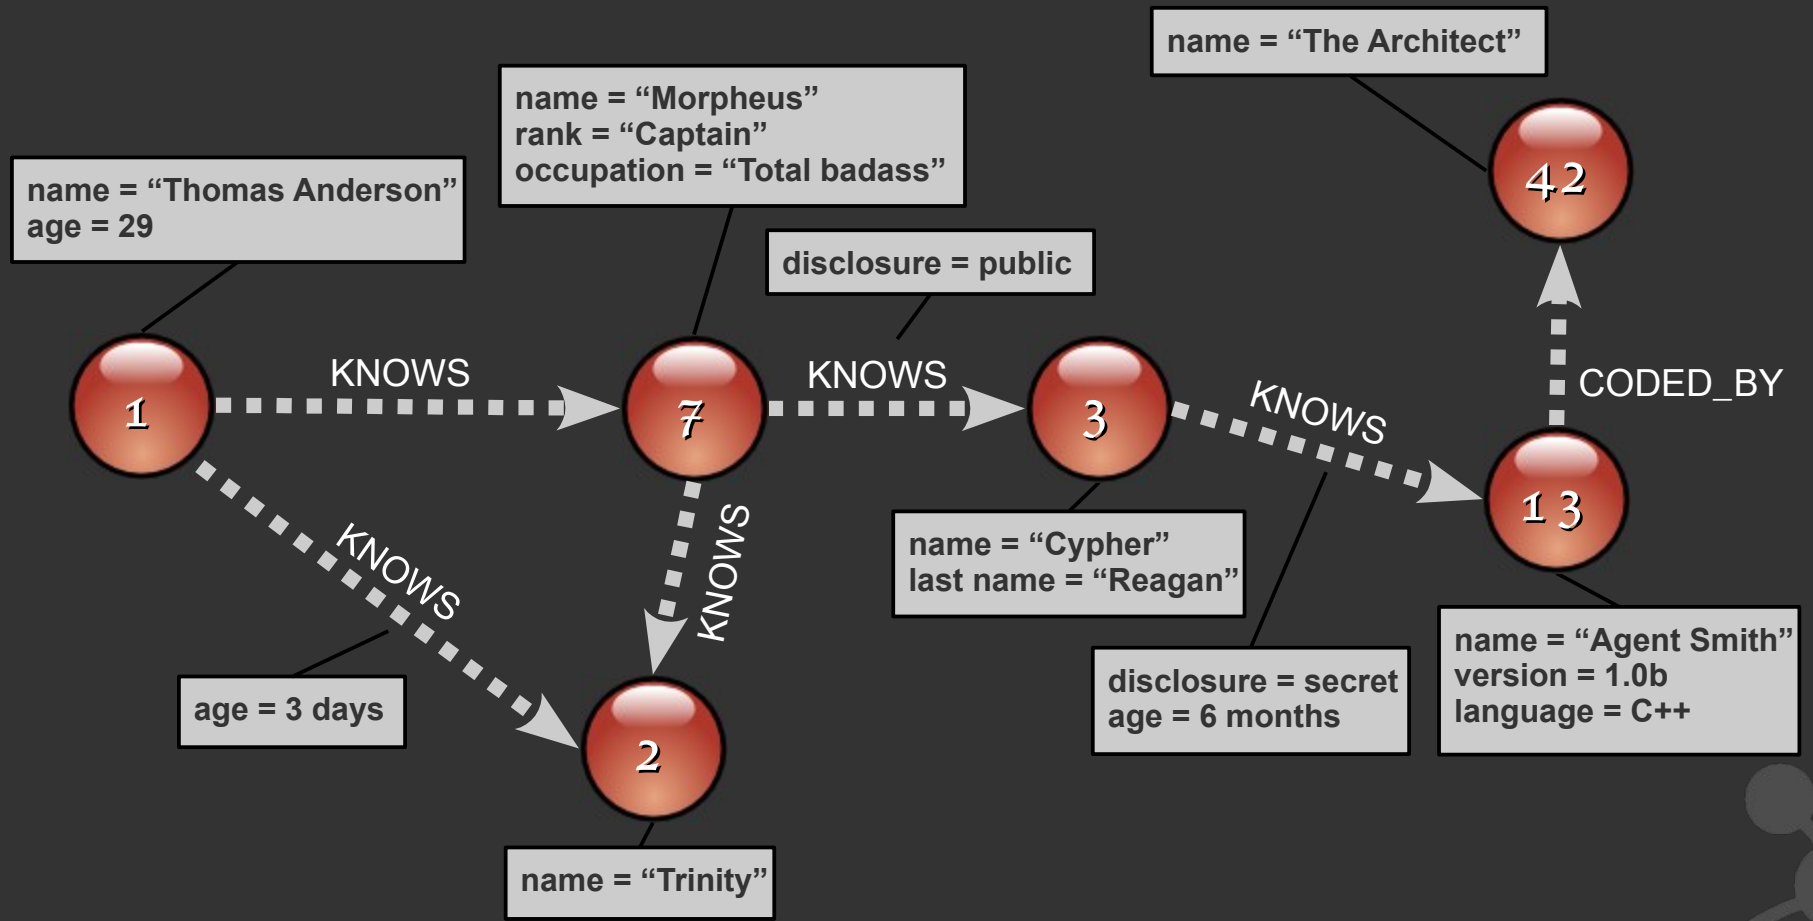 name = “The Architect”
name = “Morpheus”
rank = “Captain”
occupation = “Total badass”
42
name = “Thomas Anderson”
age = 29
disclosure = public
KNOWS
KNOWS
KNOWS
CODED_BY
1
7
3
13
KNOWS
KNOWS
name = “Cypher”
last name = “Reagan”
name = “Agent Smith”
version = 1.0b
language = C++
disclosure = secret
age = 6 months
age = 3 days
2
name = “Trinity”